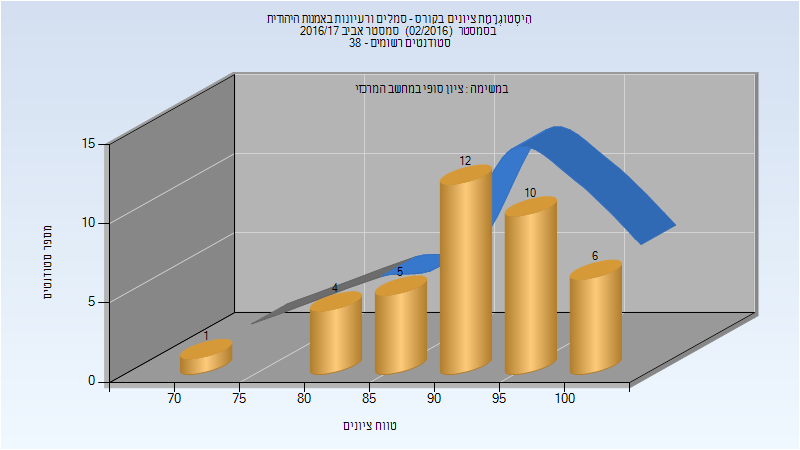 היסטוגרמת ציונים בקורס - סמלים ורעיונות באמנות היהודית
בסמסטר (02/2016) סמסטר אביב 2016/17
סטודנטים רשומים - 38
במשימה : ציון סופי במחשב המרכזי
15
10
5
0
מספר סטודנטים
1
4
5
12
10
6
70
75
80
85
90
95
100
טווח ציונים